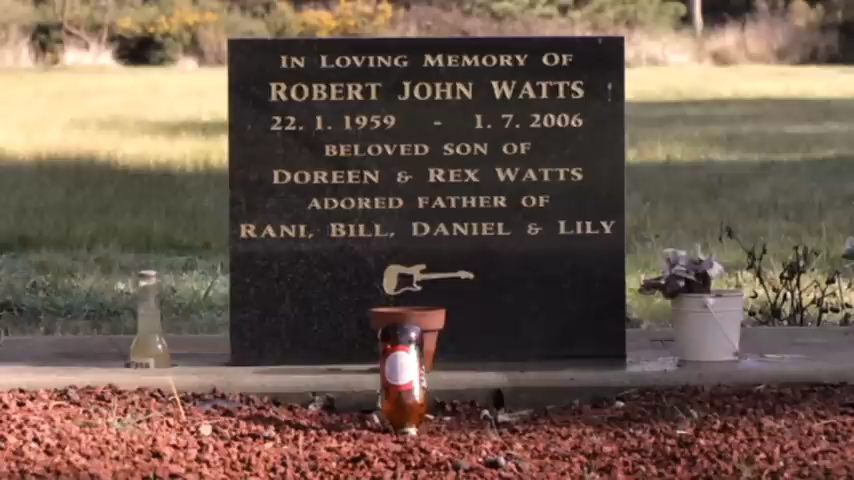 IN LOVING MEMORY OF
ROBERT JOHN WATTS
22. 1. 1959 - 1. 7. 2006
BELOVED SON OF
DOREEN & REX WATTS
ADORED FATHER OF
RANI, BILL, DANIEL & LILY